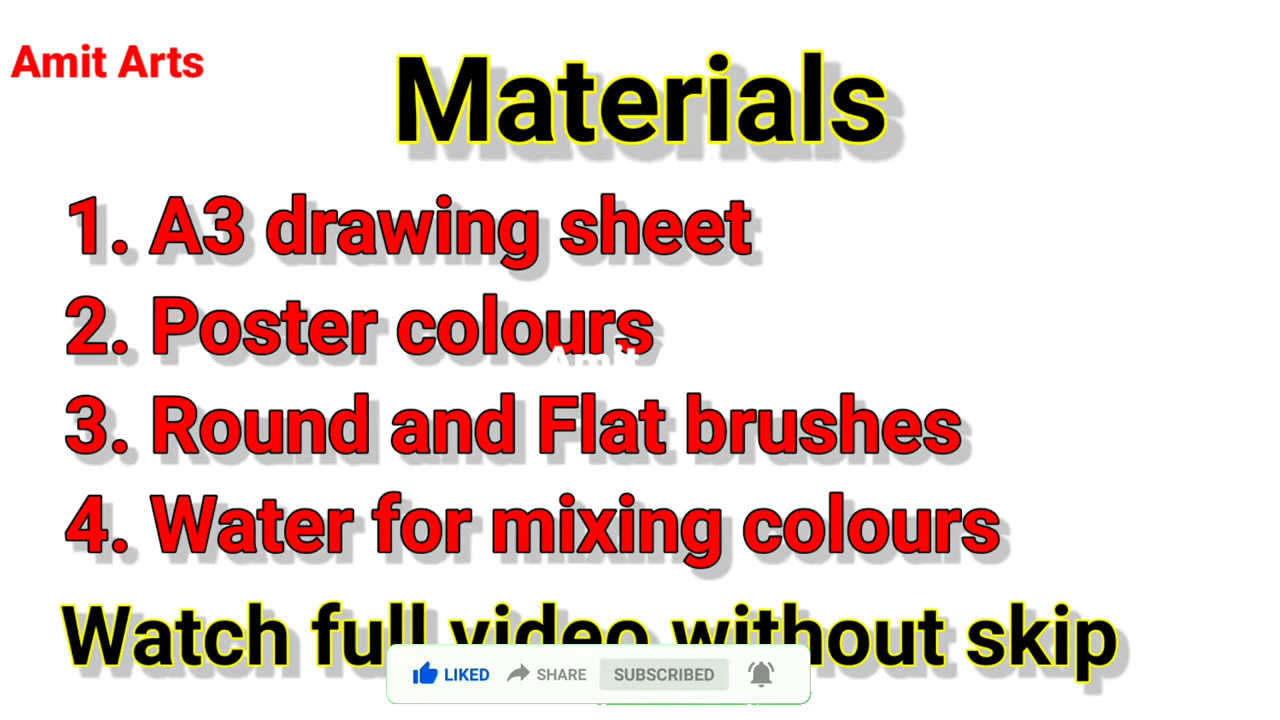 Amit Arts
Materials
1. A3 drawing sheet
2. Poster colours
Amit
3. Round and Flat brushes
4. Water for mixing colours
Watch full video without skip
LIKED SHARE SUBSCRIBED